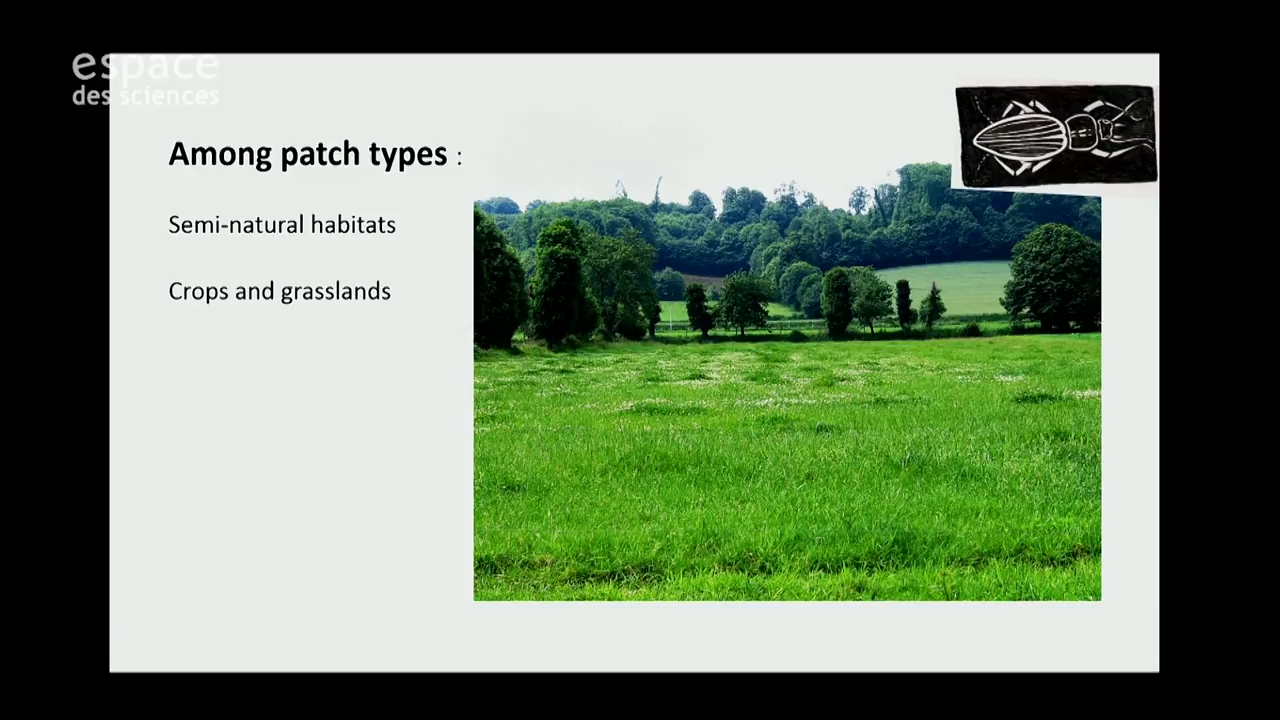 espace
des sciences
Among patch types :
Semi-natural habitats
Crops and grasslands